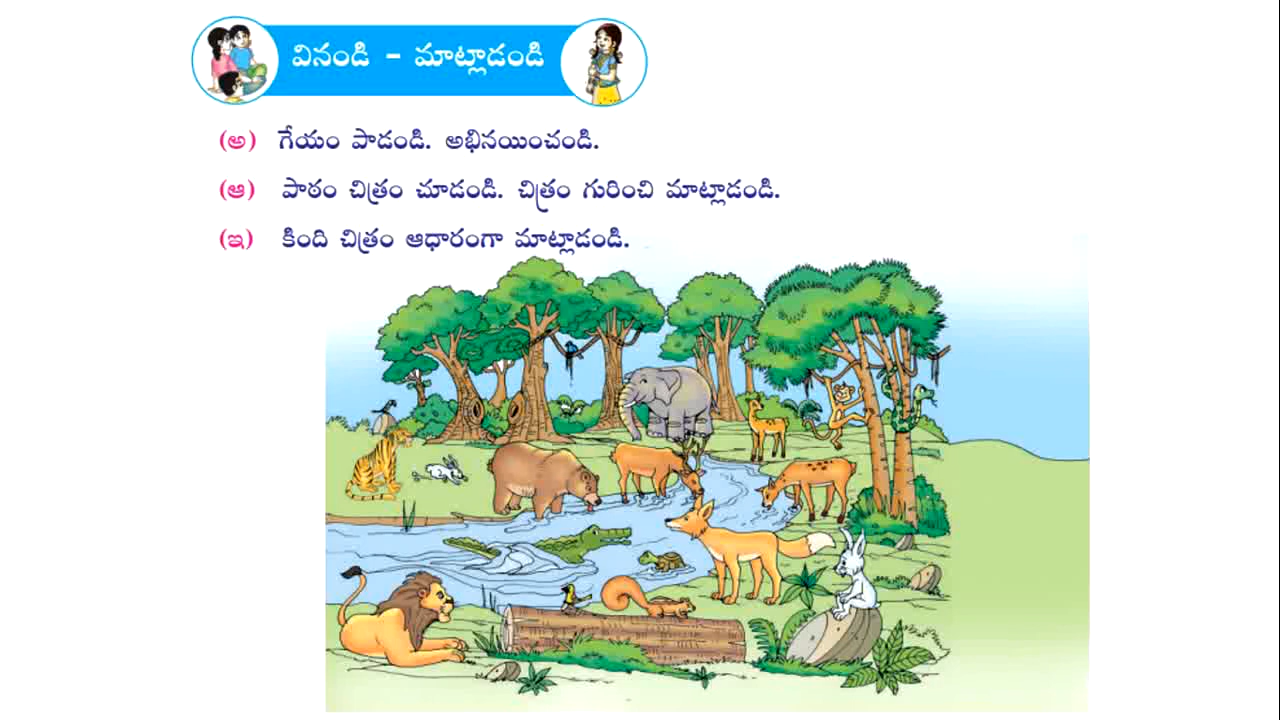 వినండి - మాట్లాడండి
(అ) గేయం పాడండి. అభినయించండి.
(ఆ) పాఠం చిత్రం చూడండి. చిత్రం గురించి మాట్లాడండి.
(ఇ) కింది చిత్రం ఆధారంగా మాట్లాడండి.